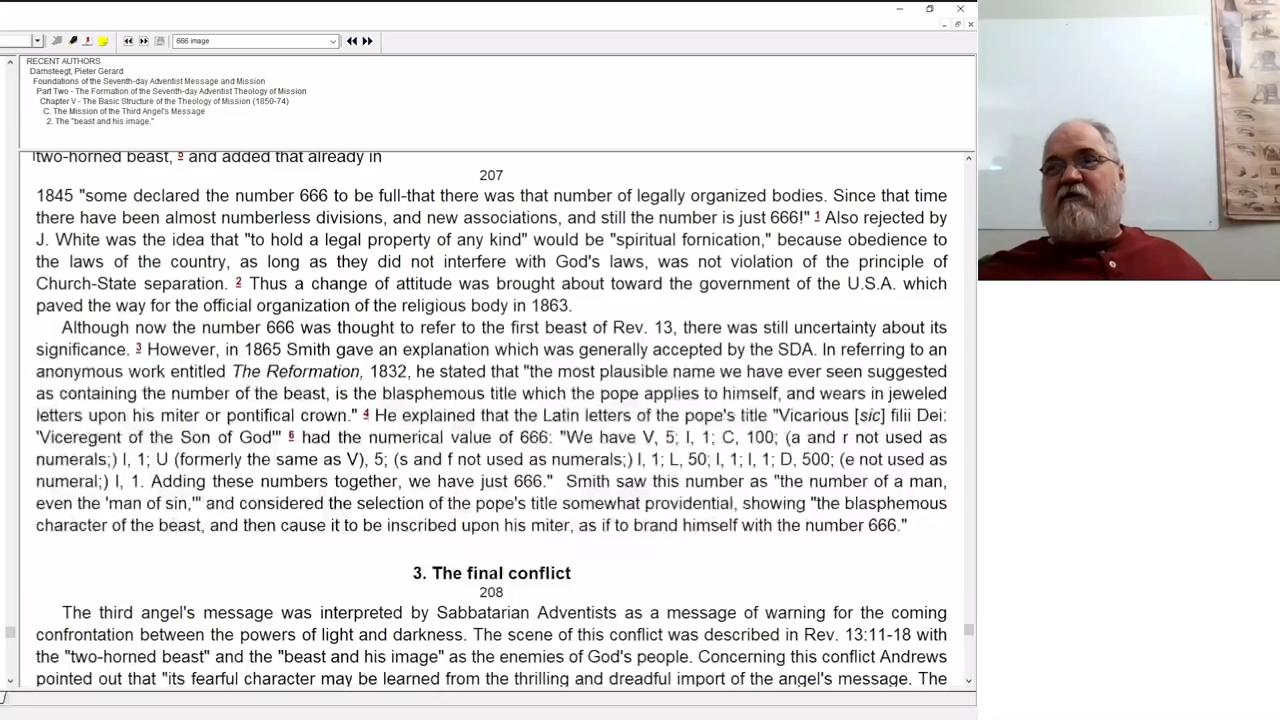 666 image
RECENT AUTHORS
Damsteegt, Pieter Gerard
Foundations of the Seventh-day Adventist Message and Mission
Part Two - The Formation of the Seventh-day Adventist Theology of Mission
Chapter V - The Basic Structure of the Theology of Mission (1850-74)
C. The Mission of the Third Angel's Message
2. The "beast and his image."
two-horned beast, 5 and added that already in
207
1845 "some declared the number 666 to be full-that there was that number of legally organized bodies. Since that time
there have been almost numberless divisions, and new associations, and still the number is just 666!" 1 Also rejected by
J. White was the idea that "to hold a legal property of any kind" would be "spiritual fornication," because obedience to
the laws of the country, as long as they did not interfere with God's laws, was not violation of the principle of
Church-State separation. 2 Thus a change of attitude was brought about toward the government of the U.S.A. which
paved the way for the official organization of the religious body in 1863.
Although now the number 666 was thought to refer to the first beast of Rev. 13, there was still uncertainty about its
significance. 3 However, in 1865 Smith gave an explanation which was generally accepted by the SDA. In referring to an
anonymous work entitled The Reformation, 1832, he stated that "the most plausible name we have ever seen suggested
as containing the number of the beast, is the blasphemous title which the pope applies to himself, and wears in jeweled
letters upon his miter or pontifical crown." 4 He explained that the Latin letters of the pope's title "Vicarious [sic] filii Dei:
'Viceregent of the Son of God'" 6 had the numerical value of 666: "We have V, 5; I, 1; C, 100; (a and r not used as
numerals;) I, 1; U (formerly the same as V), 5; (s and f not used as numerals;) I, 1; L, 50; I, 1; I, 1; D, 500; (e not used as
numeral;) I, 1. Adding these numbers together, we have just 666." Smith saw this number as "the number of a man,
even the 'man of sin,'" and considered the selection of the pope's title somewhat providential, showing "the blasphemous
character of the beast, and then cause it to be inscribed upon his miter, as if to brand himself with the number 666."
3. The final conflict
208
The third angel's message was interpreted by Sabbatarian Adventists as a message of warning for the coming
confrontation between the powers of light and darkness. The scene of this conflict was described in Rev. 13:11-18 with
the "two-horned beast" and the "beast and his image" as the enemies of God's people. Concerning this conflict Andrews
pointed out that "its fearful character may be learned from the thrilling and dreadful import of the angel's message. The